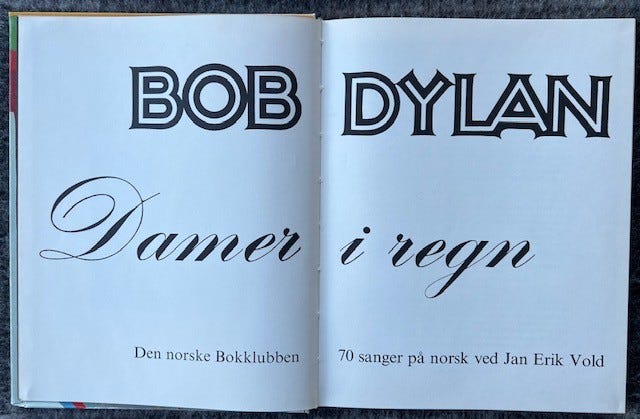 BOB DYLAN
Damer i regn
Den norske Bokklubben
70 sanger på norsk ved Jan Erik Vold